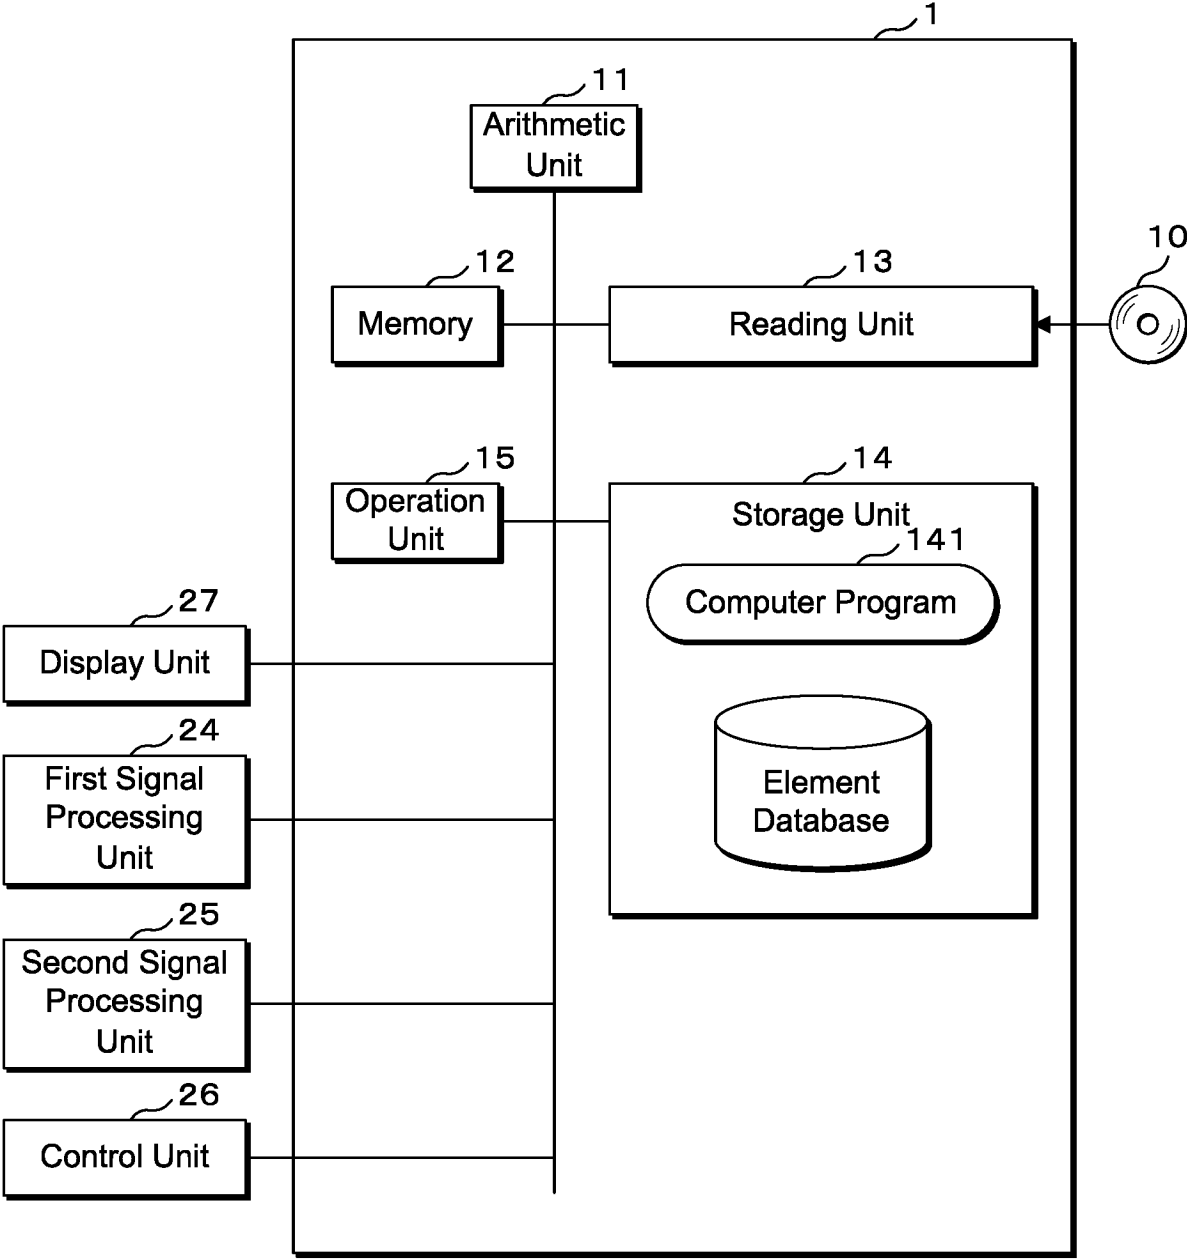 1
11
Arithmetic
Unit
10
12
Memory
13
Reading Unit
15
Operation
Unit
14
Storage Unit
141
Computer Program
27
Display Unit
24
First Signal
Processing
Unit
Element
Database
25
Second Signal
Processing
Unit
26
Control Unit